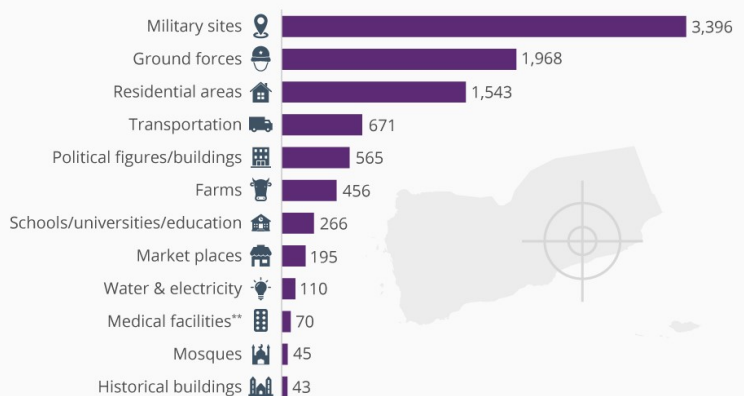 Military sites 3,396
Ground forces 1,968
Residential areas 1,543
Transportation 671
Political figures/buildings 565
Farms 456
Schools/universities/education 266
Market places 195
Water & electricity 110
Medical facilities** 70
Mosques 45
Historical buildings 43